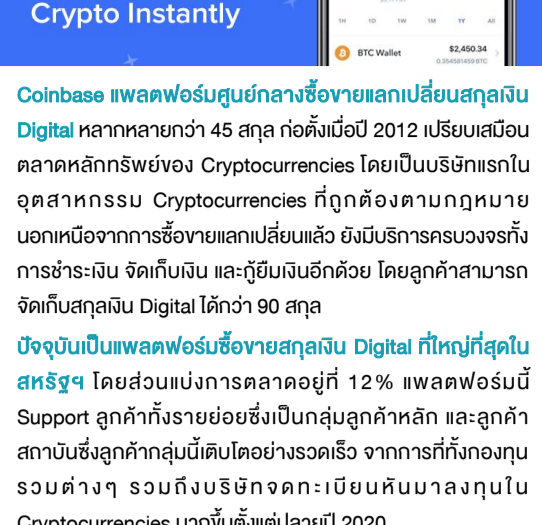 Crypto Instantly
1H 1D 1W 1M 1Y All
BTC Wallet $2,450.34
0.354581459 BTC
Coinbase แพลตฟอร์มศูนย์กลางซื้อขายแลกเปลี่ยนสกุลเงิน
Digital หลากหลายกว่า 45 สกุล ก่อตั้งเมื่อปี 2012 เปรียบเสมือน
ตลาดหลักทรัพย์ของ Cryptocurrencies โดยเป็นบริษัทแรกใน
อุตสาหกรรม Cryptocurrencies ที่ถูกต้องตามกฎหมาย
นอกเหนือจากการซื้อขายแลกเปลี่ยนแล้ว ยังมีบริการครบวงจรทั้ง
การชำระเงิน จัดเก็บเงิน และกู้ยืมเงินอีกด้วย โดยลูกค้าสามารถ
จัดเก็บสกุลเงิน Digital ได้กว่า 90 สกุล
ปัจจุบันเป็นแพลตฟอร์มซื้อขายสกุลเงิน Digital ที่ใหญ่ที่สุดใน
สหรัฐฯ โดยส่วนแบ่งการตลาดอยู่ที่ 12% แพลตฟอร์มนี้
Support ลูกค้าทั้งรายย่อยซึ่งเป็นกลุ่มลูกค้าหลัก และลูกค้า
สถาบันซึ่งลูกค้ากลุ่มนี้เติบโตอย่างรวดเร็ว จากการที่ทั้งกองทุน
รวมต่างๆ รวมถึงบริษัทจดทะเบียนหันมาลงทุนใน
Cryptocurrencies มากขึ้นตั้งแต่ปลายปี 2020